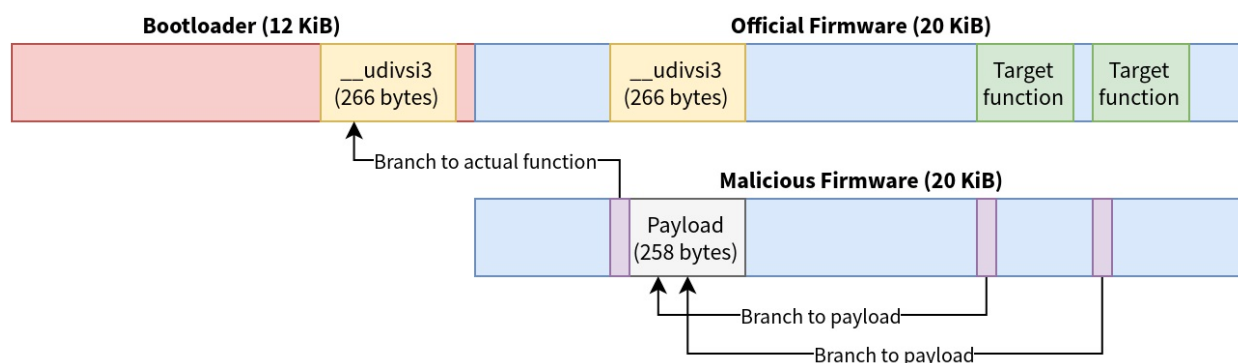 Bootloader (12 KiB)
Official Firmware (20 KiB)
__udivsi3
(266 bytes)
__udivsi3
(266 bytes)
Target
function
Target
function
Branch to actual function
Malicious Firmware (20 KiB)
Payload
(258 bytes)
Branch to payload
Branch to payload